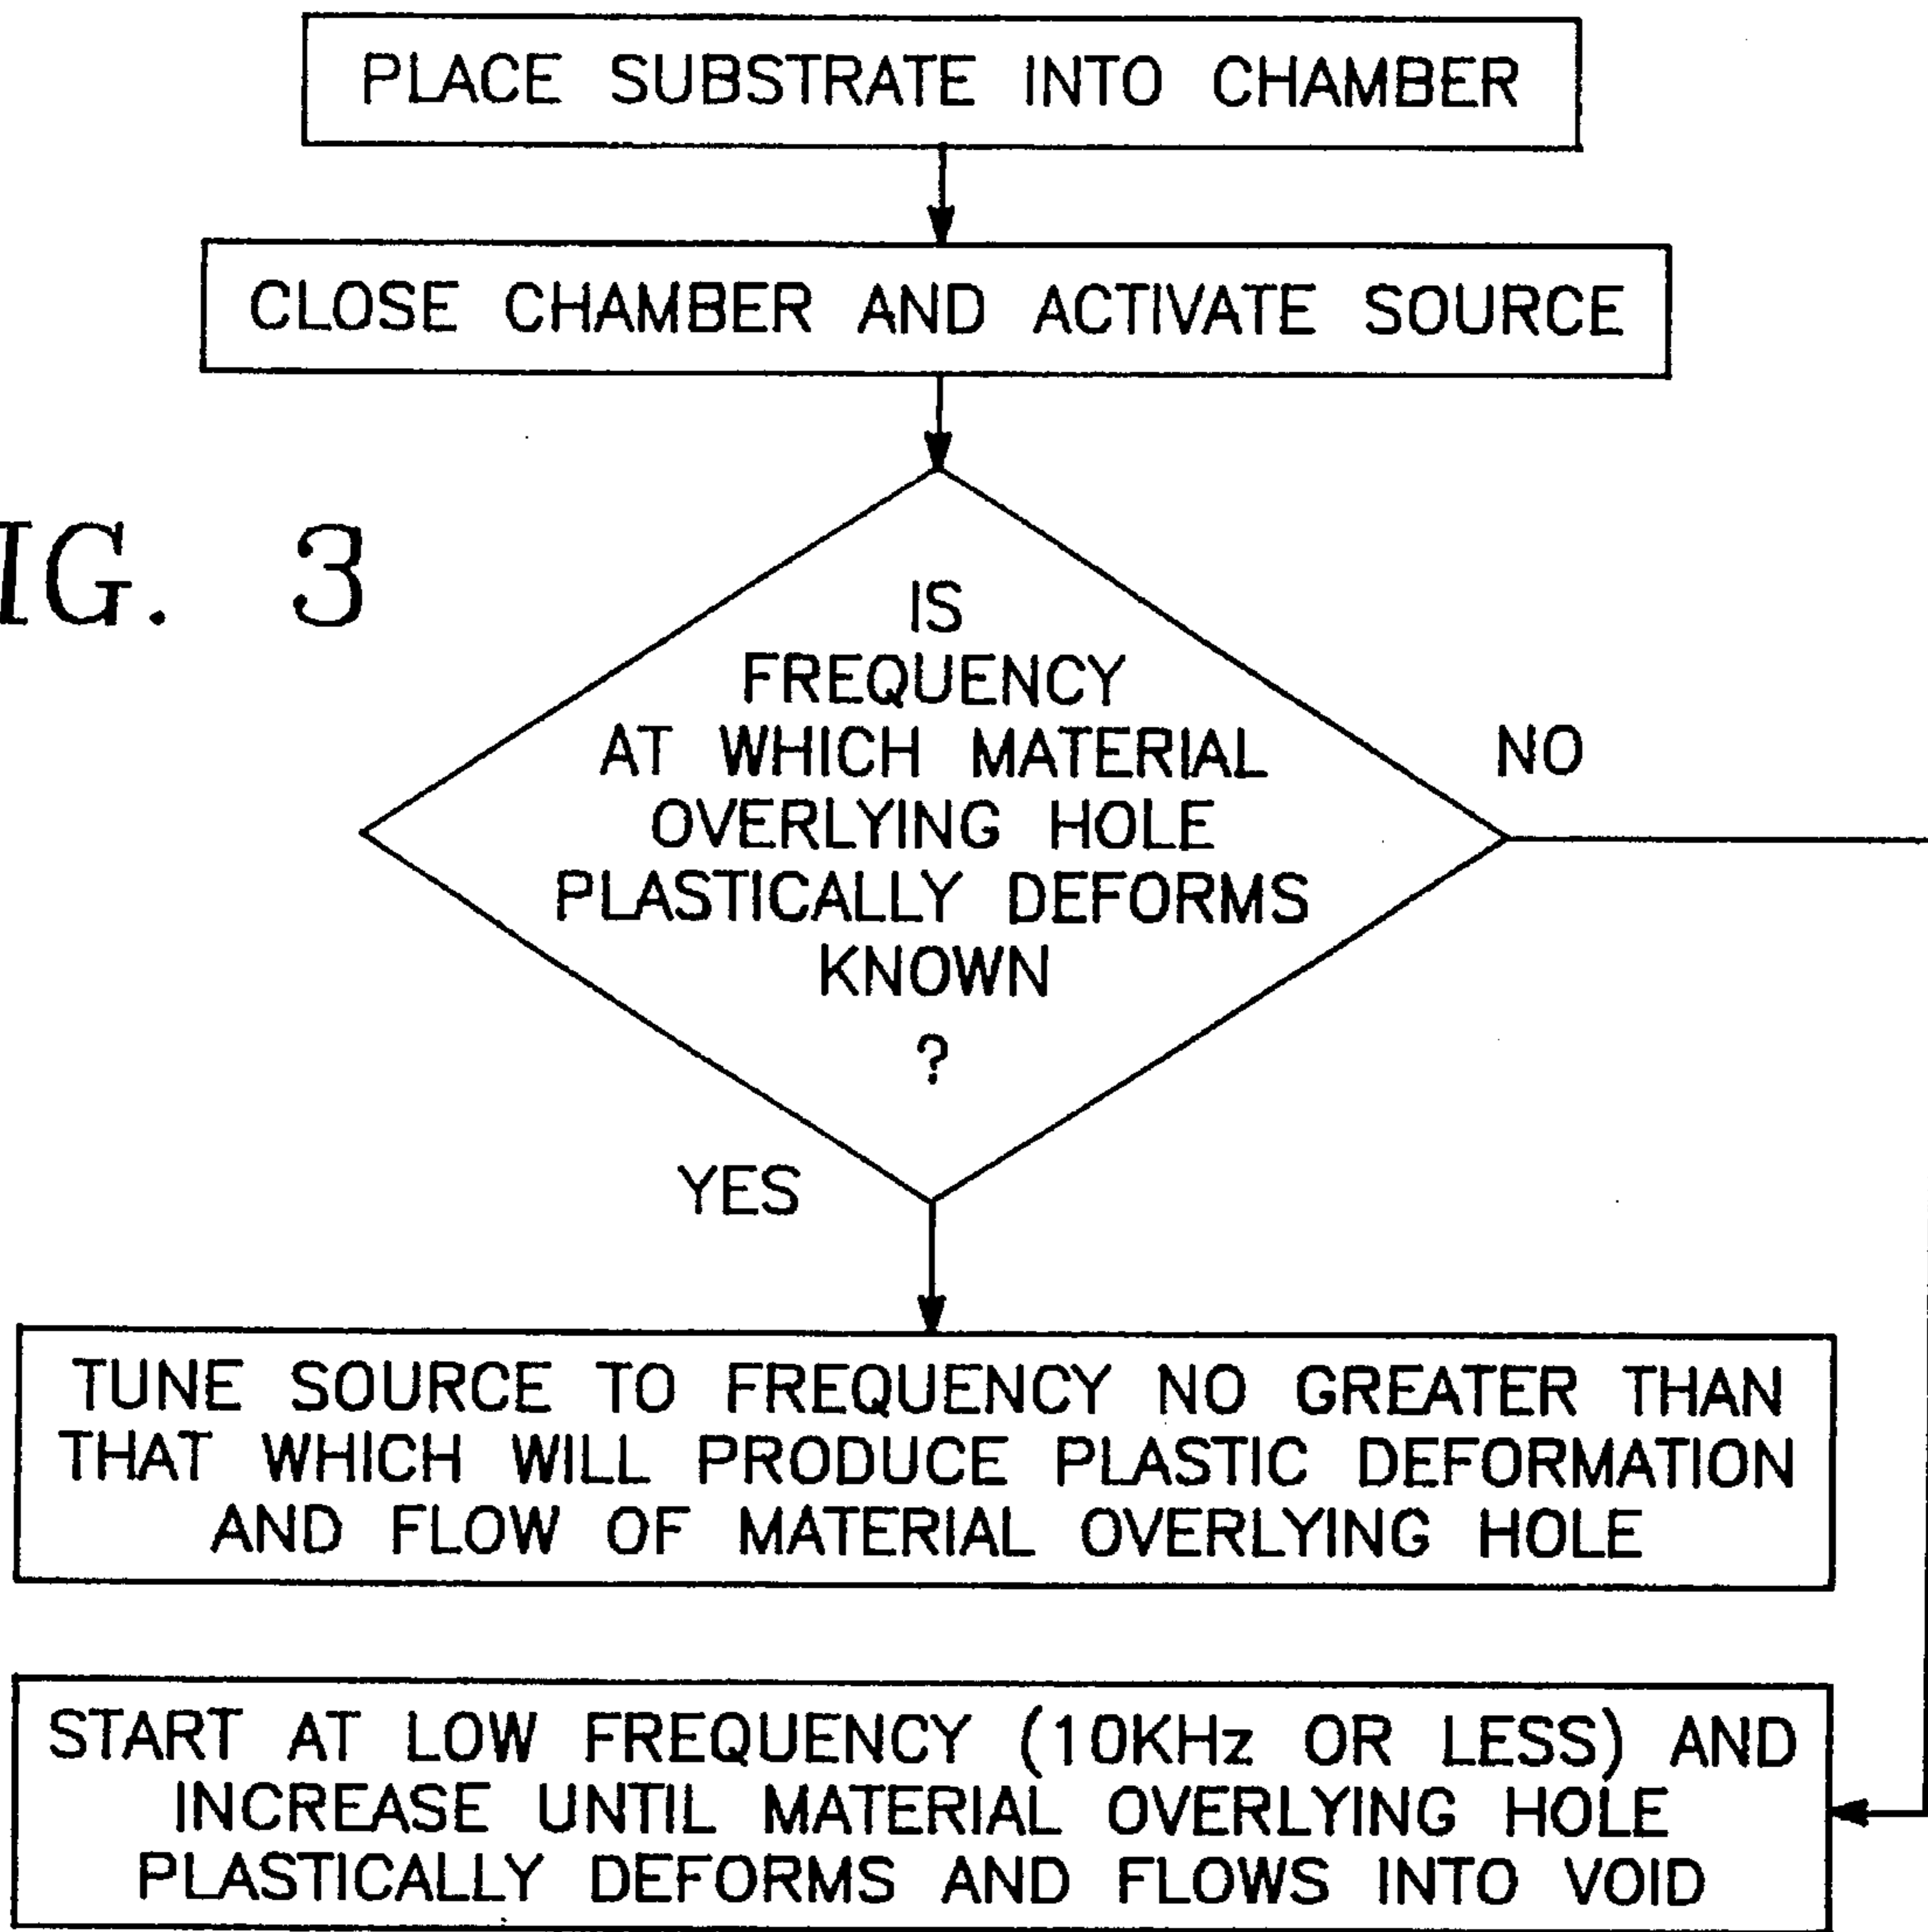 PLACE SUBSTRATE INTO CHAMBER
CLOSE CHAMBER AND ACTIVATE SOURCE
IG. 3
IS
FREQUENCY
AT WHICH MATERIAL
OVERLYING HOLE
PLASTICALLY DEFORMS
KNOWN
?
NO
YES
TUNE SOURCE TO FREQUENCY NO GREATER THAN
THAT WHICH WILL PRODUCE PLASTIC DEFORMATION
AND FLOW OF MATERIAL OVERLYING HOLE
START AT LOW FREQUENCY (10KHz OR LESS) AND
INCREASE UNTIL MATERIAL OVERLYING HOLE
PLASTICALLY DEFORMS AND FLOWS INTO VOID